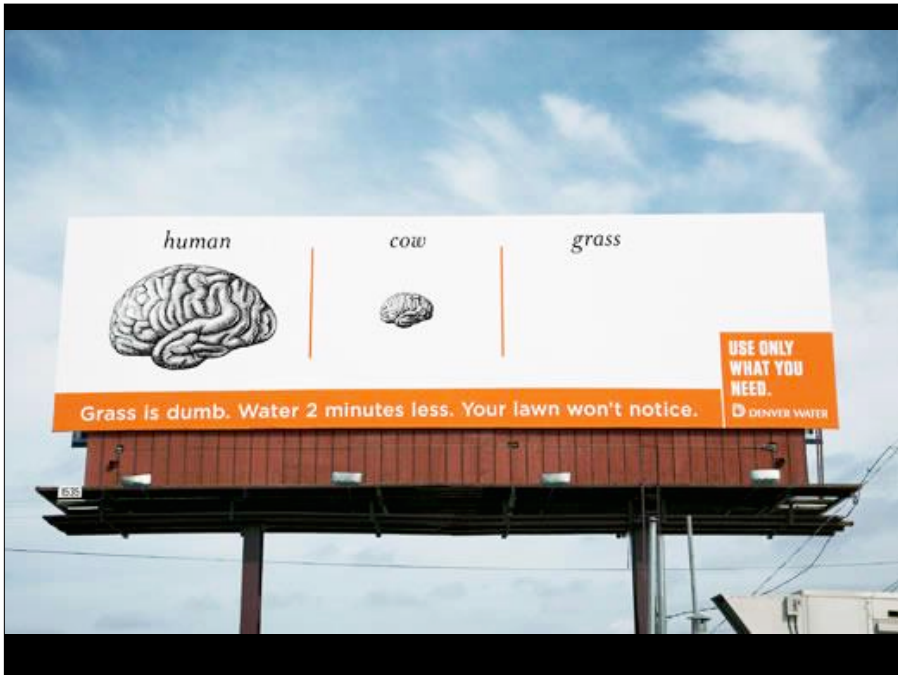 human cow grass
USE ONLY
WHAT YOU
NEED.
Grass is dumb. Water 2 minutes less. Your lawn won't notice.
DENVER WATER
1535